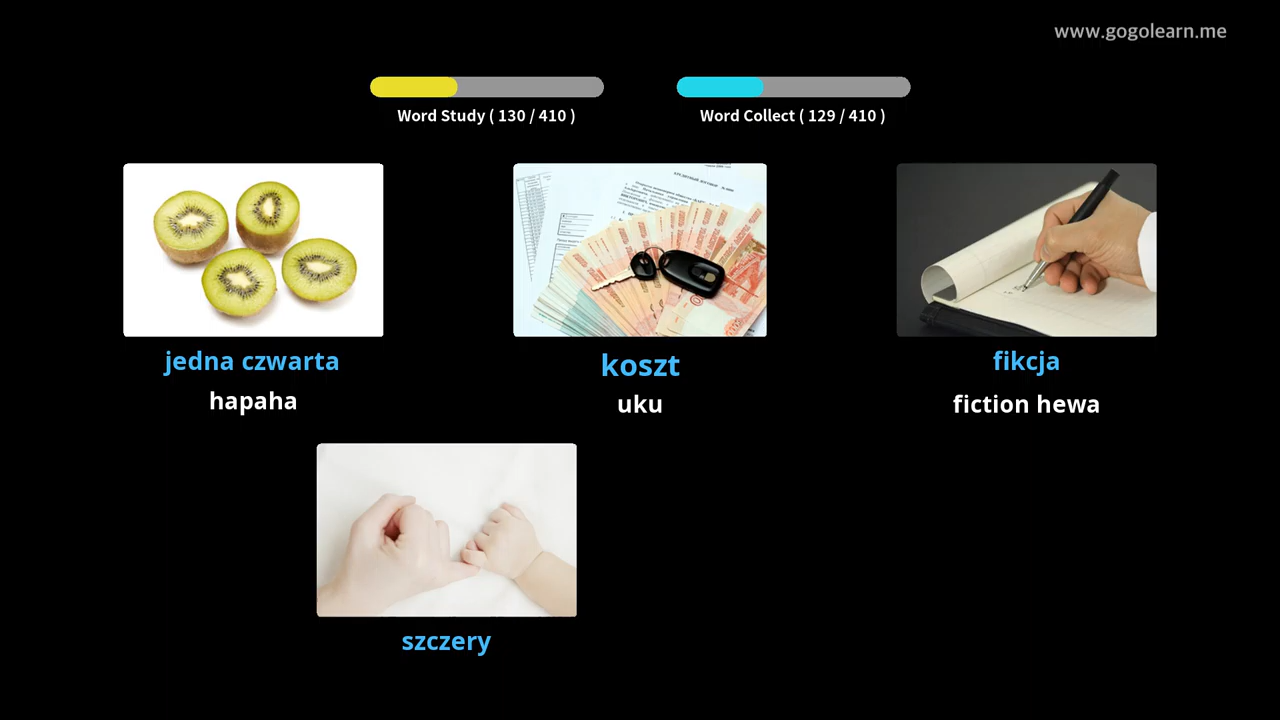 www.gogolearn.me
Word Study ( 130 / 410 )
Word Collect ( 129 / 410 )
jedna czwarta
hapaha
koszt
uku
fikcja
fiction hewa
szczery